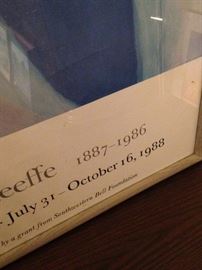 eeffe 1887–1986
July 31 – October 16, 1988
by a grant from Southwestern Bell Foundation